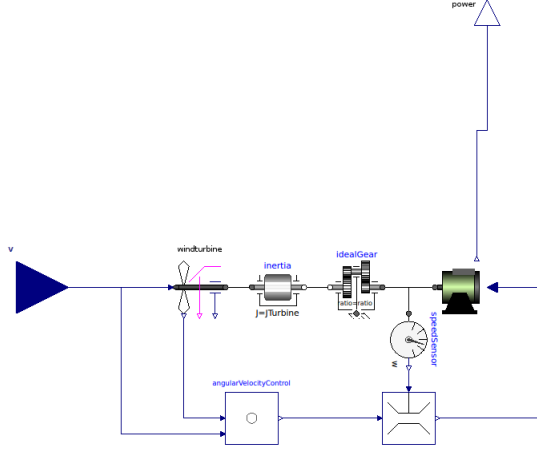 power
v
windturbine
inertia
idealGear
J=JTurbine
ratio=ratio
speedSensor
w
angularVelocityControl